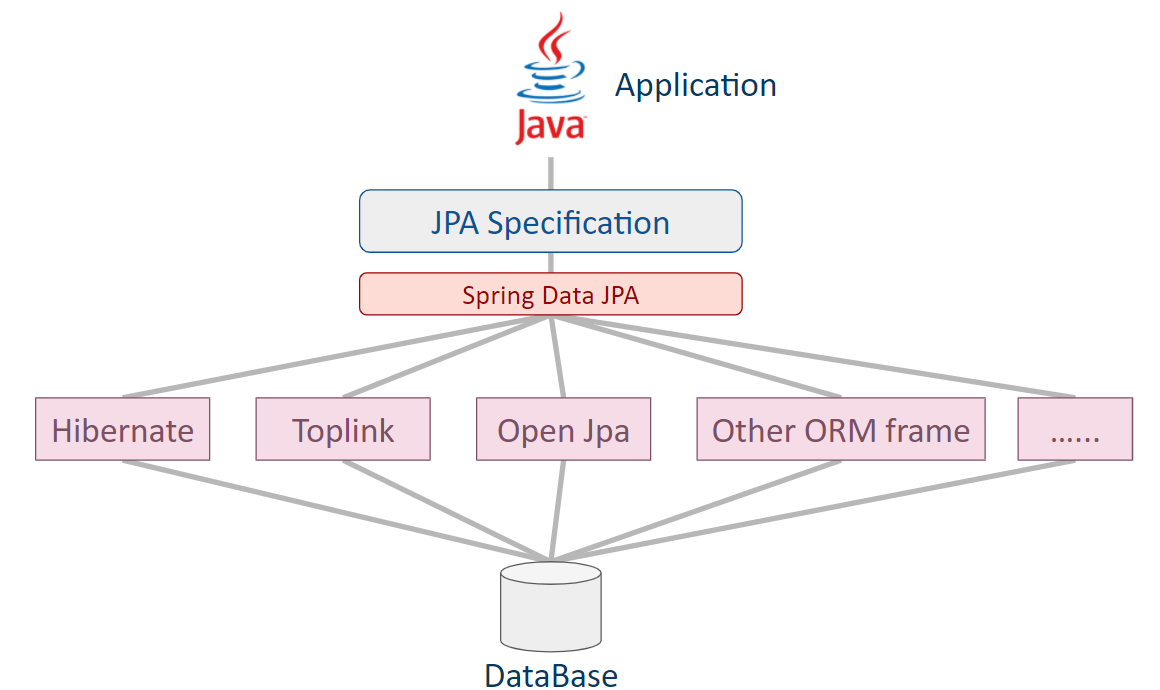 Java
Application
JPA Specification
Spring Data JPA
Hibernate
Toplink
Open Jpa
Other ORM frame
......
DataBase